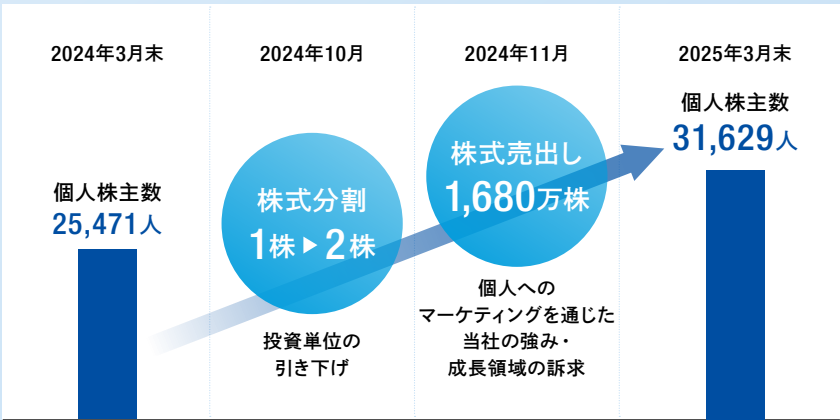 2024年3月末
個人株主数
25,471人
2024年10月
株式分割
1株▶2株
投資単位の
引き下げ
2024年11月
株式売出し
1,680万株
個人への
マーケティングを通じた
当社の強み・
成長領域の訴求
2025年3月末
個人株主数
31,629人